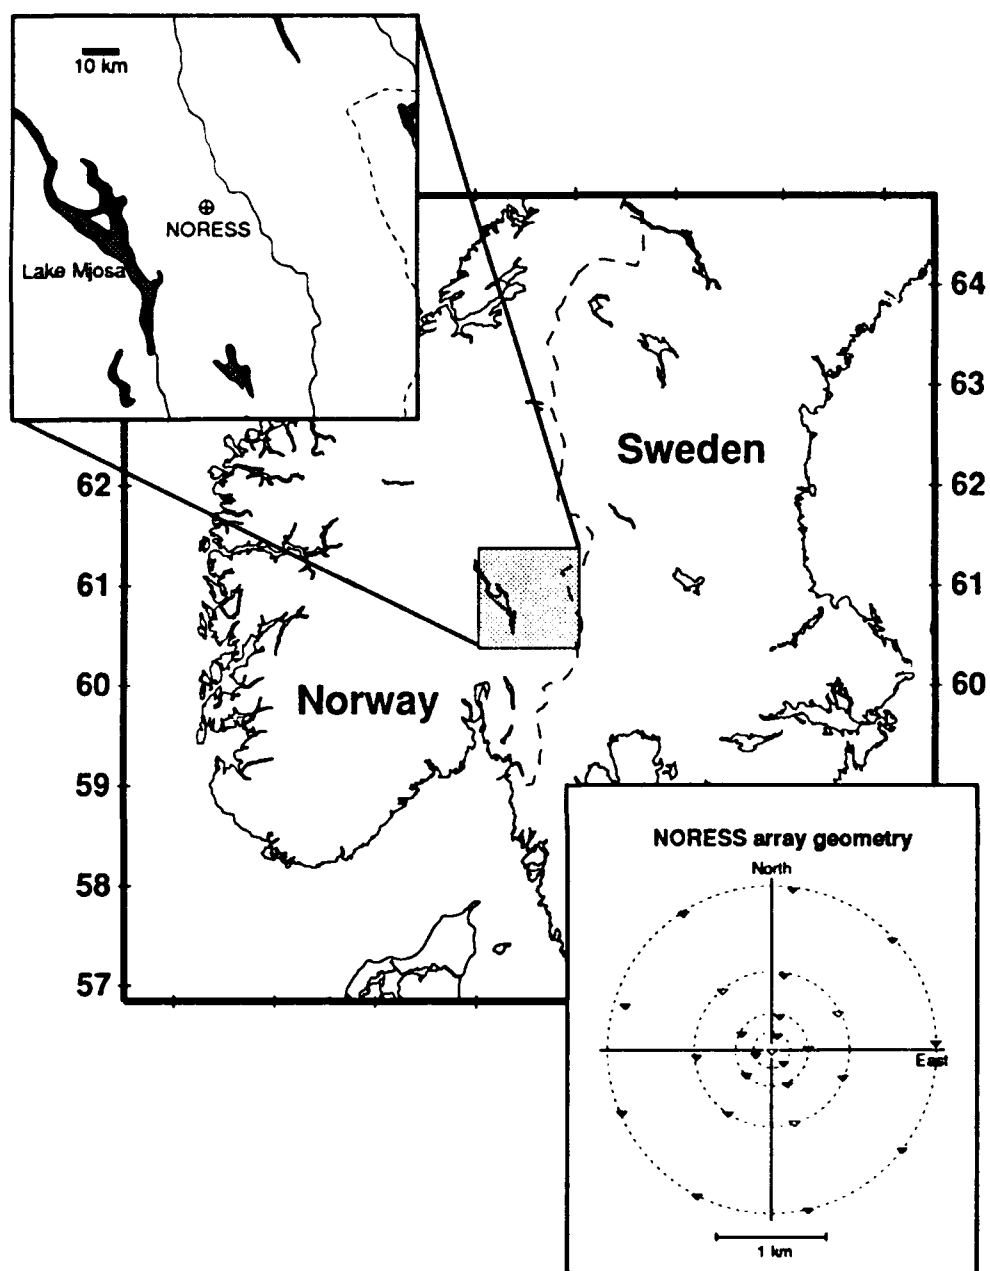 10 km
NORESS
Lake Mjosa
64
63
Sweden
62
62
61
61
60
60
Norway
59
58
57
NORESS array geometry
North
East
1 km